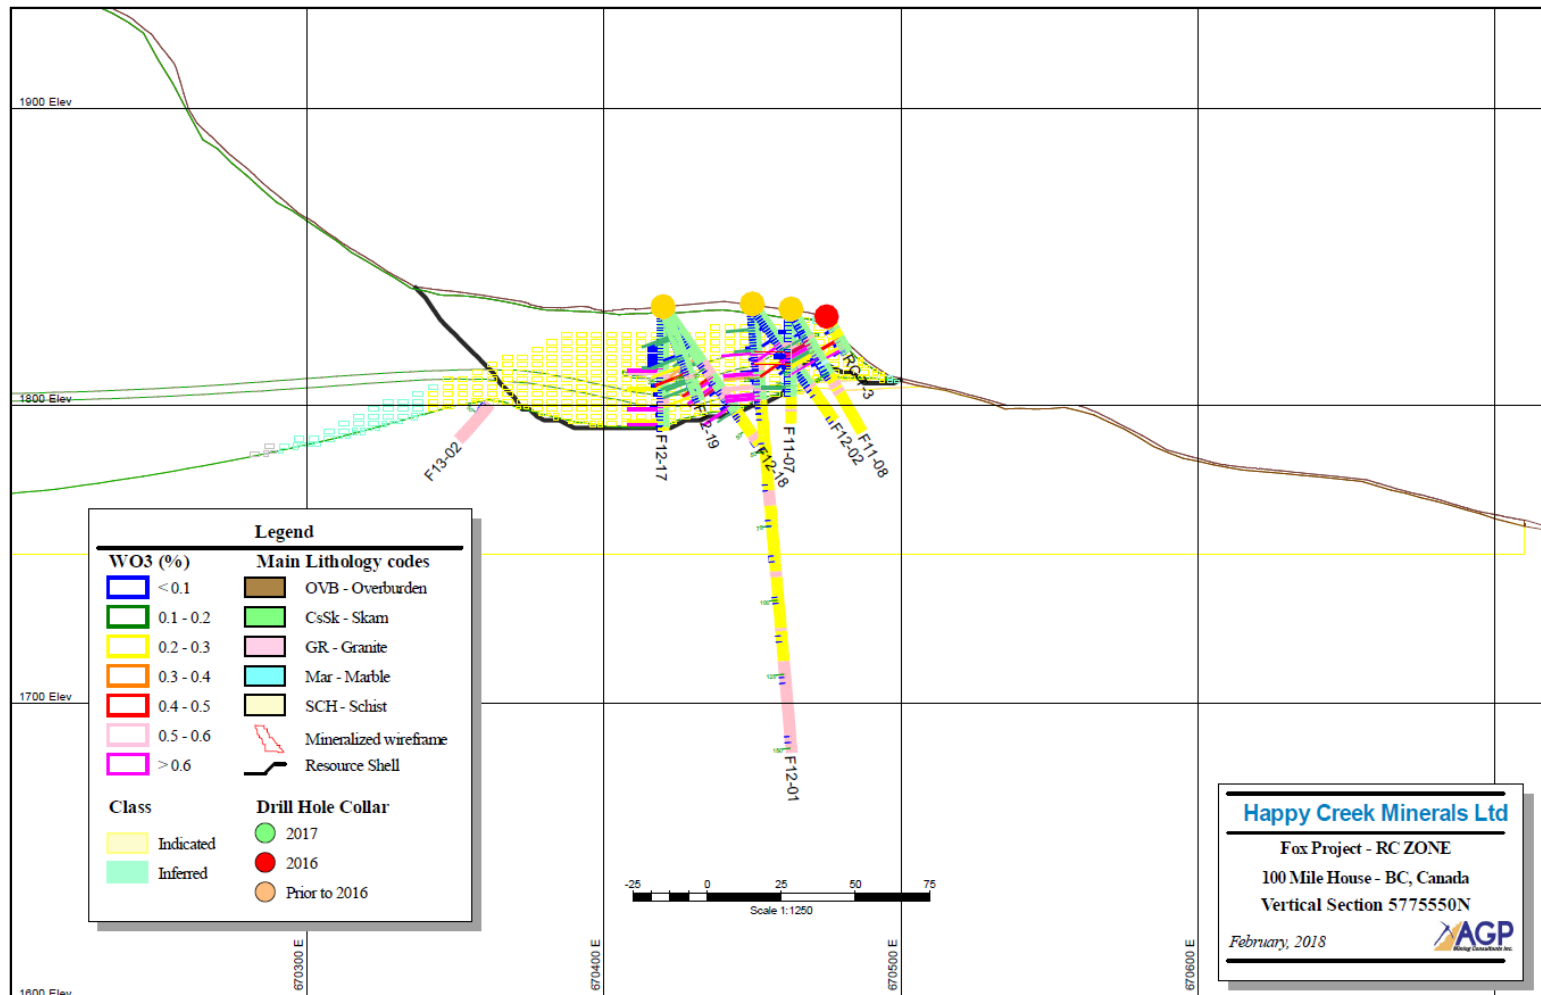 1900 Elev
1800 Elev
1700 Elev
1600 Elev
F13-02
F12-17
F12-19
F12-18
F11-07
F12-02
F11-08
F12-01
Legend
WO3 (%)
< 0.1
0.1 - 0.2
0.2 - 0.3
0.3 - 0.4
0.4 - 0.5
0.5 - 0.6
> 0.6
Main Lithology codes
OVB - Overburden
CsSk - Skarn
GR - Granite
Mar - Marble
SCH - Schist
Mineralized wireframe
Resource Shell
Class
Indicated
Inferred
Drill Hole Collar
2017
2016
Prior to 2016
-25 0 25 50 75
Scale 1:1250
670300 E
670400 E
670500 E
670600 E
Happy Creek Minerals Ltd
Fox Project - RC ZONE
100 Mile House - BC, Canada
Vertical Section 5775550N
February, 2018
AGP
Mining Consultants Inc.